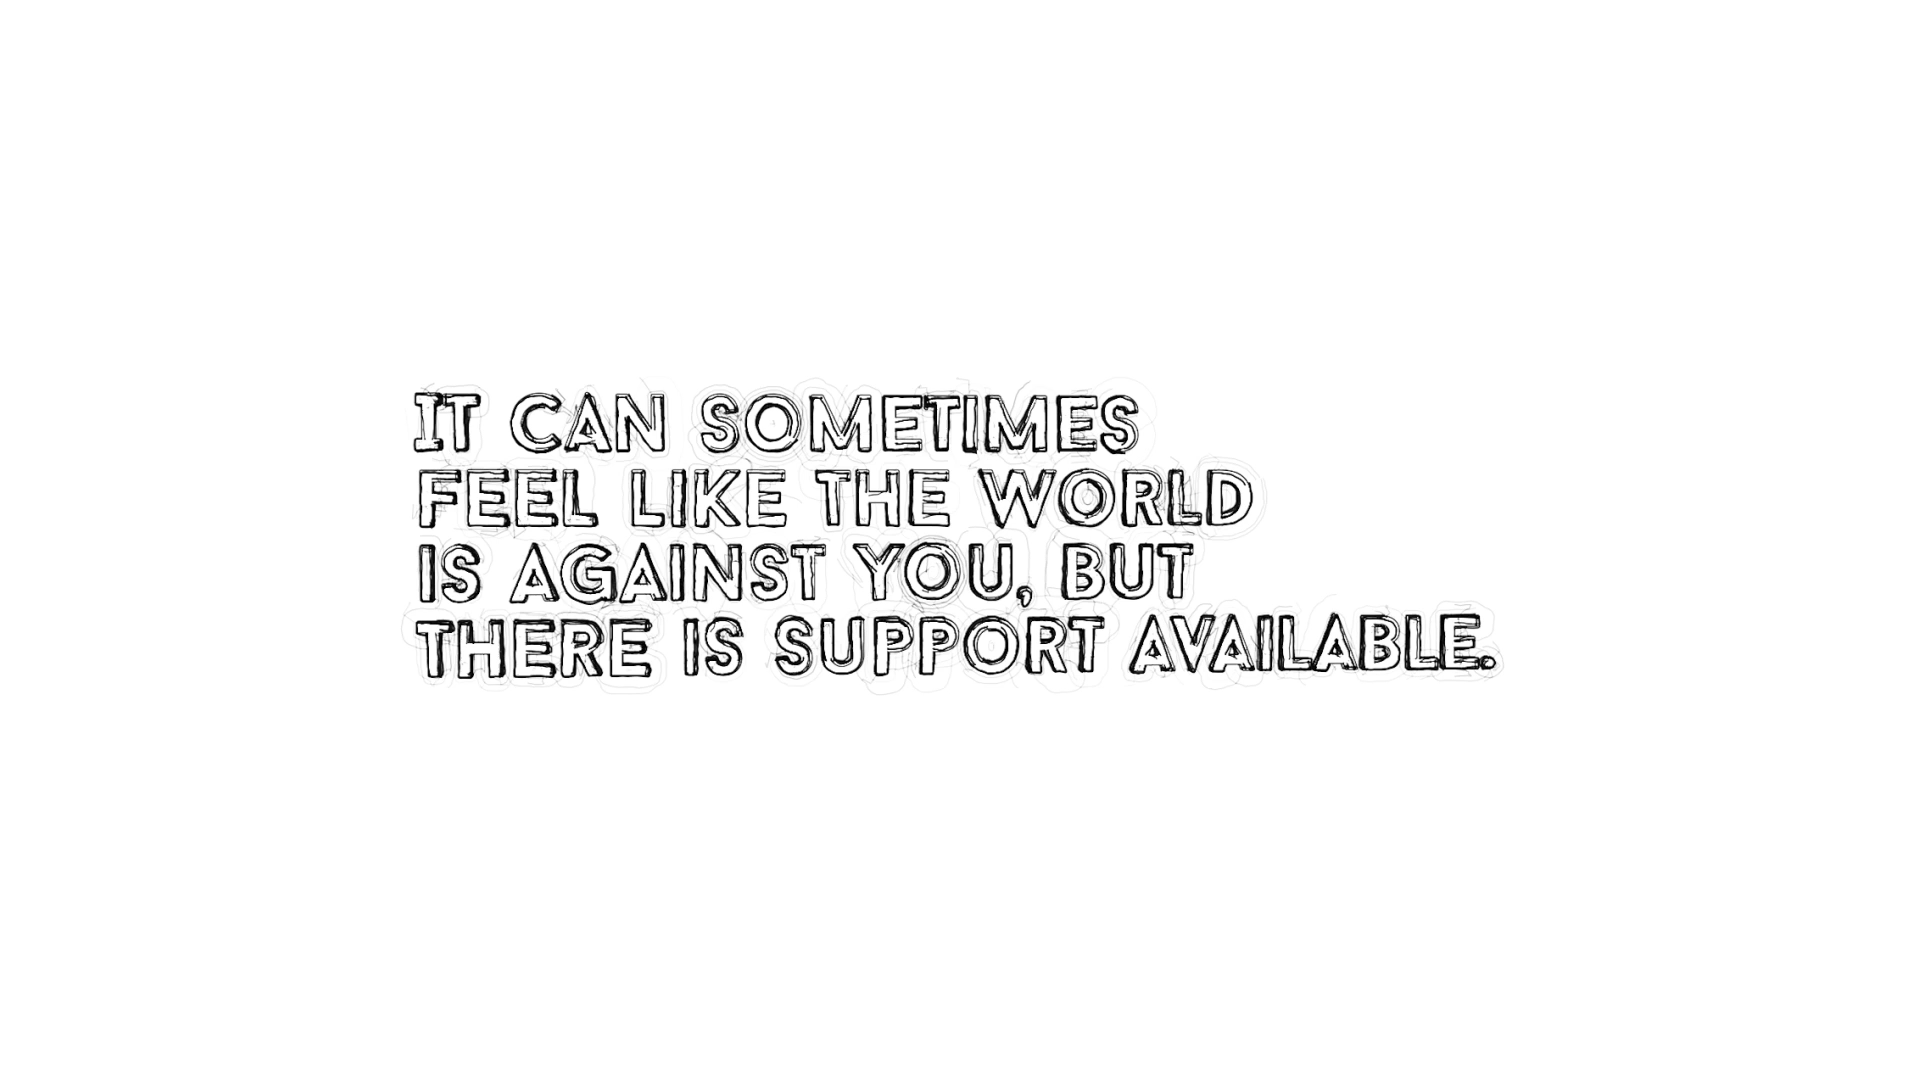 IT CAN SOMETIMES
FEEL LIKE THE WORLD
IS AGAINST YOU, BUT
THERE IS SUPPORT AVAILABLE.